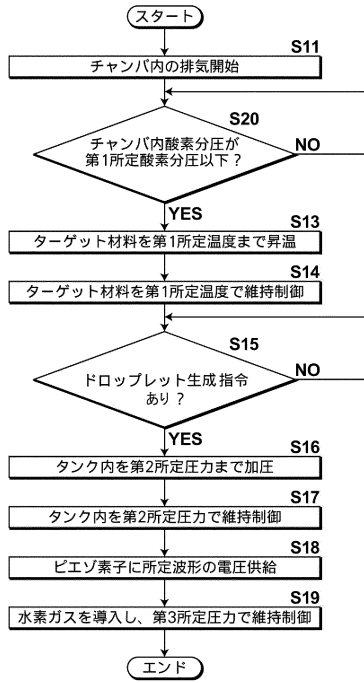 スタート
S11
チャンバ内の排気開始
S20
チャンバ内酸素分圧が
第1所定酸素分圧以下？
NO
YES
S13
ターゲット材料を第1所定温度まで昇温
S14
ターゲット材料を第1所定温度で維持制御
S15
ドロップレット生成指令
あり？
NO
YES
S16
タンク内を第2所定圧力まで加圧
S17
タンク内を第2所定圧力で維持制御
S18
ピエゾ素子に所定波形の電圧供給
S19
水素ガスを導入し、第3所定圧力で維持制御
エンド